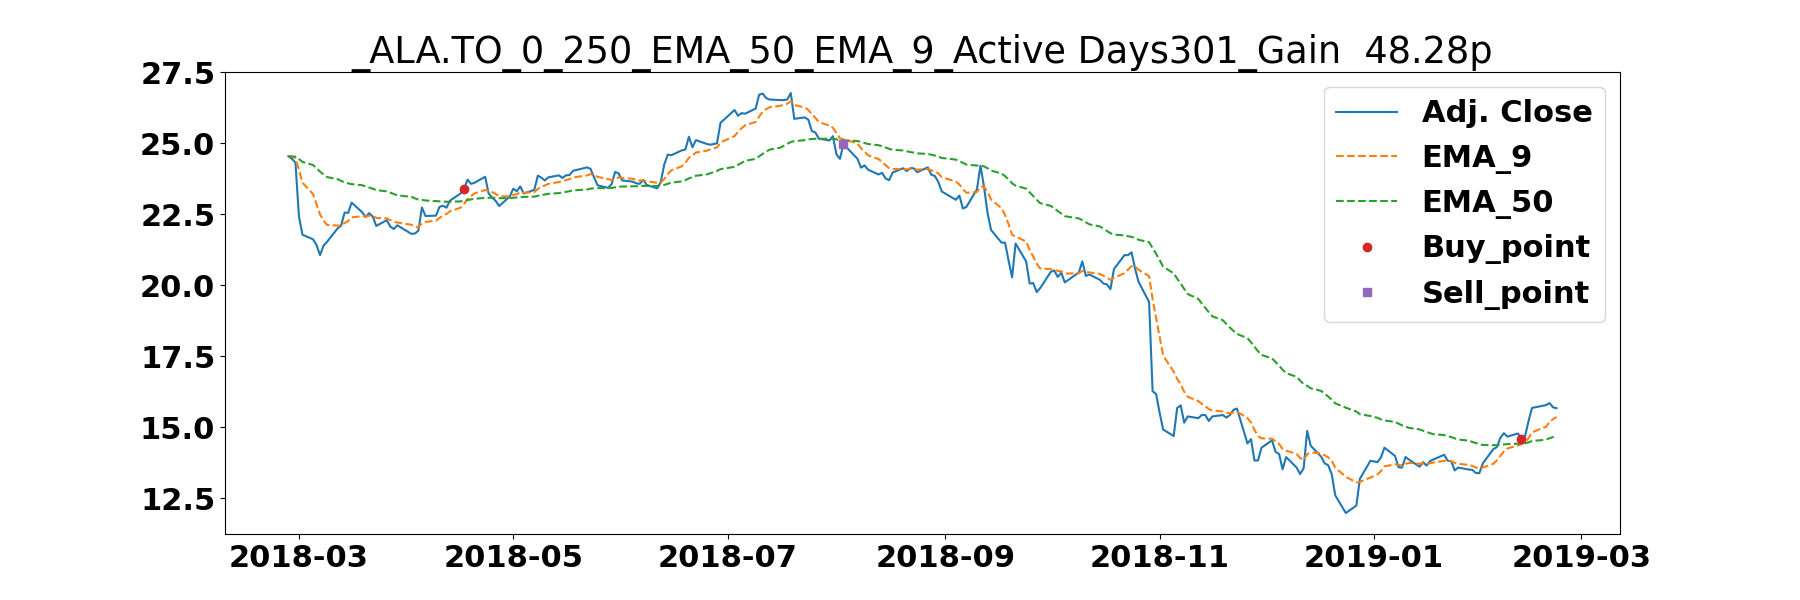 _ALA.TO_0_250_EMA_50_EMA_9_Active Days301_Gain  48.28p
27.5
25.0
22.5
20.0
17.5
15.0
12.5
Adj. Close
EMA_9
EMA_50
Buy_point
Sell_point
2018-03 2018-05 2018-07 2018-09 2018-11 2019-01 2019-03